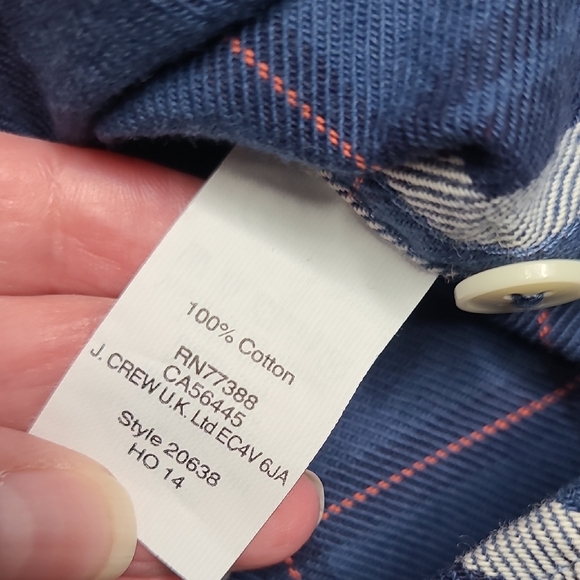 100% Cotton
RN77388
CA56445
J. CREW U.K. Ltd EC4V 6JA
Style 20638
HO 14